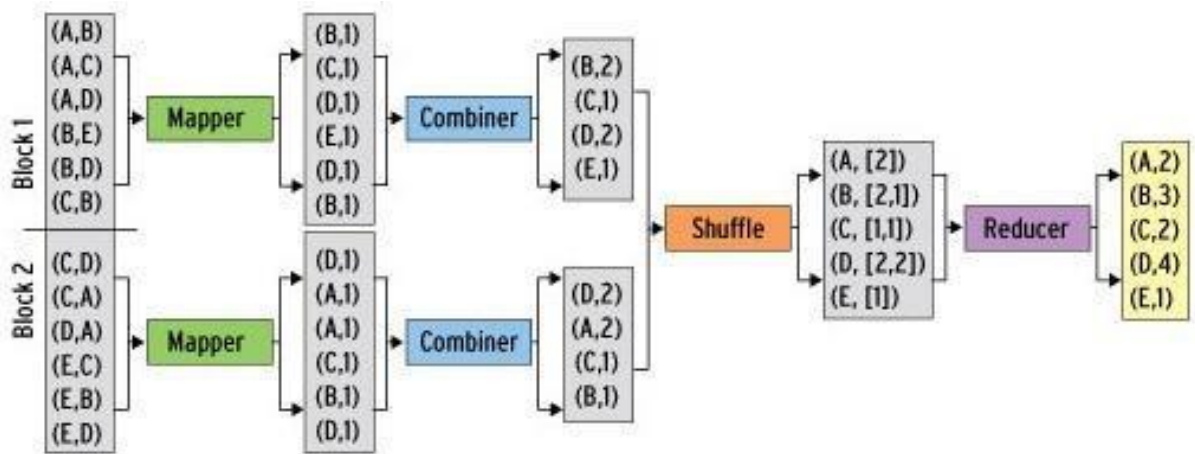 Block 1
(A,B)
(A,C)
(A,D)
(B,E)
(B,D)
(C,B)
Mapper
(B,1)
(C,1)
(D,1)
(E,1)
(D,1)
(B,1)
Combiner
(B,2)
(C,1)
(D,2)
(E,1)
Block 2
(C,D)
(C,A)
(D,A)
(E,C)
(E,B)
(E,D)
Mapper
(D,1)
(A,1)
(A,1)
(C,1)
(B,1)
(D,1)
Combiner
(D,2)
(A,2)
(C,1)
(B,1)
Shuffle
(A, [2])
(B, [2,1])
(C, [1,1])
(D, [2,2])
(E, [1])
Reducer
(A,2)
(B,3)
(C,2)
(D,4)
(E,1)